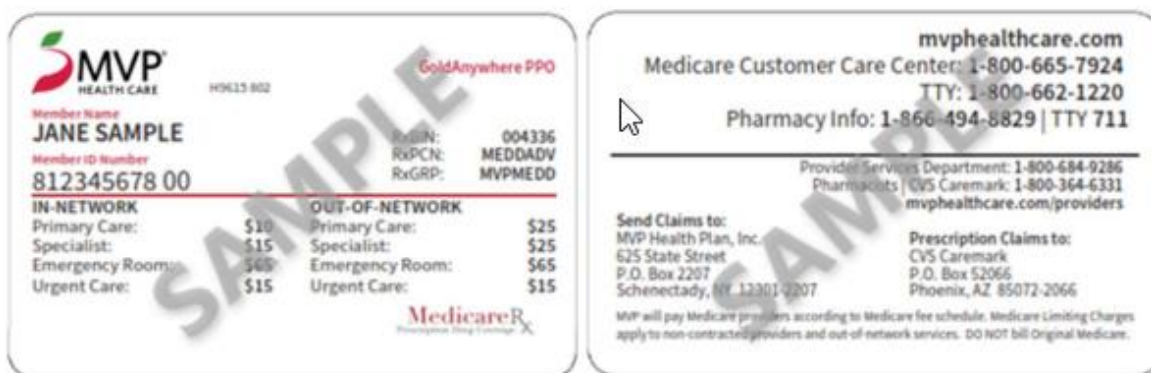 MVP
HEALTH CARE
H9615 802
GoldAnywhere PPO
Member Name
JANE SAMPLE
Member ID Number
812345678 00
RxBIN: 004336
RxPCN: MEDDADV
RxGRP: MVPMEDD
IN-NETWORK
Primary Care: $10
Specialist: $15
Emergency Room: $65
Urgent Care: $15
OUT-OF-NETWORK
Primary Care: $25
Specialist: $25
Emergency Room: $65
Urgent Care: $15
MedicareRx
Prescription Drug Coverage
SAMPLE
mvphealthcare.com
Medicare Customer Care Center: 1-800-665-7924
TTY: 1-800-662-1220
Pharmacy Info: 1-866-494-8829 | TTY 711
Provider Services Department: 1-800-684-9286
Pharmacists | CVS Caremark: 1-800-364-6331
mvphealthcare.com/providers
Send Claims to:
MVP Health Plan, Inc.
625 State Street
P.O. Box 2207
Schenectady, NY 12301-2207
Prescription Claims to:
CVS Caremark
P.O. Box 52066
Phoenix, AZ 85072-2066
MVP will pay Medicare providers according to Medicare fee schedule. Medicare Limiting Charges
apply to non-contracted providers and out-of-network services. DO NOT bill Original Medicare.
SAMPLE